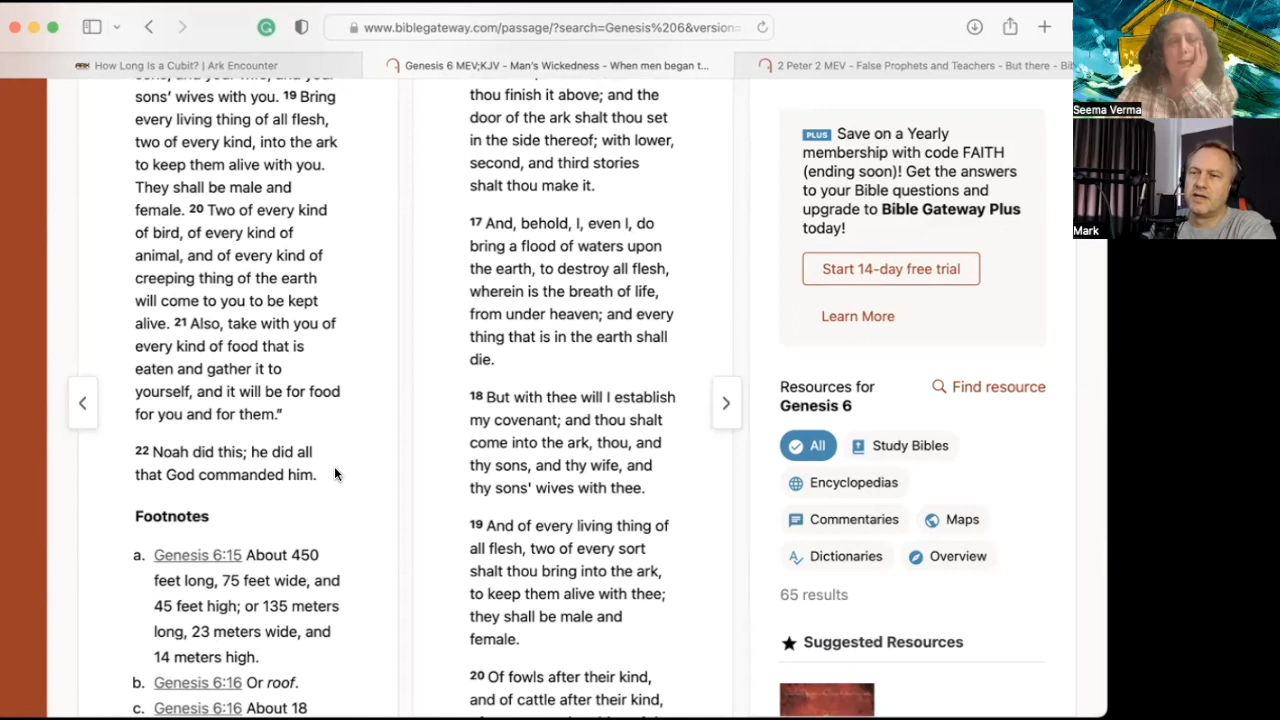 www.biblegateway.com/passage/?search=Genesis%206&version=
How Long Is a Cubit? | Ark Encounter
Genesis 6 MEV;KJV - Man's Wickedness - When men began t...
2 Peter 2 MEV - False Prophets and Teachers - But there - Bib
sons' wives with you. 19 Bring
every living thing of all flesh,
two of every kind, into the ark
to keep them alive with you.
They shall be male and
female. 20 Two of every kind
of bird, of every kind of
animal, and of every kind of
creeping thing of the earth
will come to you to be kept
alive. 21 Also, take with you of
every kind of food that is
eaten and gather it to
yourself, and it will be for food
for you and for them."
22 Noah did this; he did all
that God commanded him.
Footnotes
a. Genesis 6:15 About 450
feet long, 75 feet wide, and
45 feet high; or 135 meters
long, 23 meters wide, and
14 meters high.
b. Genesis 6:16 Or roof.
c. Genesis 6:16 About 18
thou finish it above; and the
door of the ark shalt thou set
in the side thereof; with lower,
second, and third stories
shalt thou make it.
17 And, behold, I, even I, do
bring a flood of waters upon
the earth, to destroy all flesh,
wherein is the breath of life,
from under heaven; and every
thing that is in the earth shall
die.
18 But with thee will I establish
my covenant; and thou shalt
come into the ark, thou, and
thy sons, and thy wife, and
thy sons' wives with thee.
19 And of every living thing of
all flesh, two of every sort
shalt thou bring into the ark,
to keep them alive with thee;
they shall be male and
female.
20 Of fowls after their kind,
and of cattle after their kind,
PLUS Save on a Yearly
membership with code FAITH
(ending soon)! Get the answers
to your Bible questions and
upgrade to Bible Gateway Plus
today!
Start 14-day free trial
Learn More
Resources for
Genesis 6
Find resource
All
Study Bibles
Encyclopedias
Commentaries
Maps
Dictionaries
Overview
65 results
Suggested Resources
Seema Verma
Mark